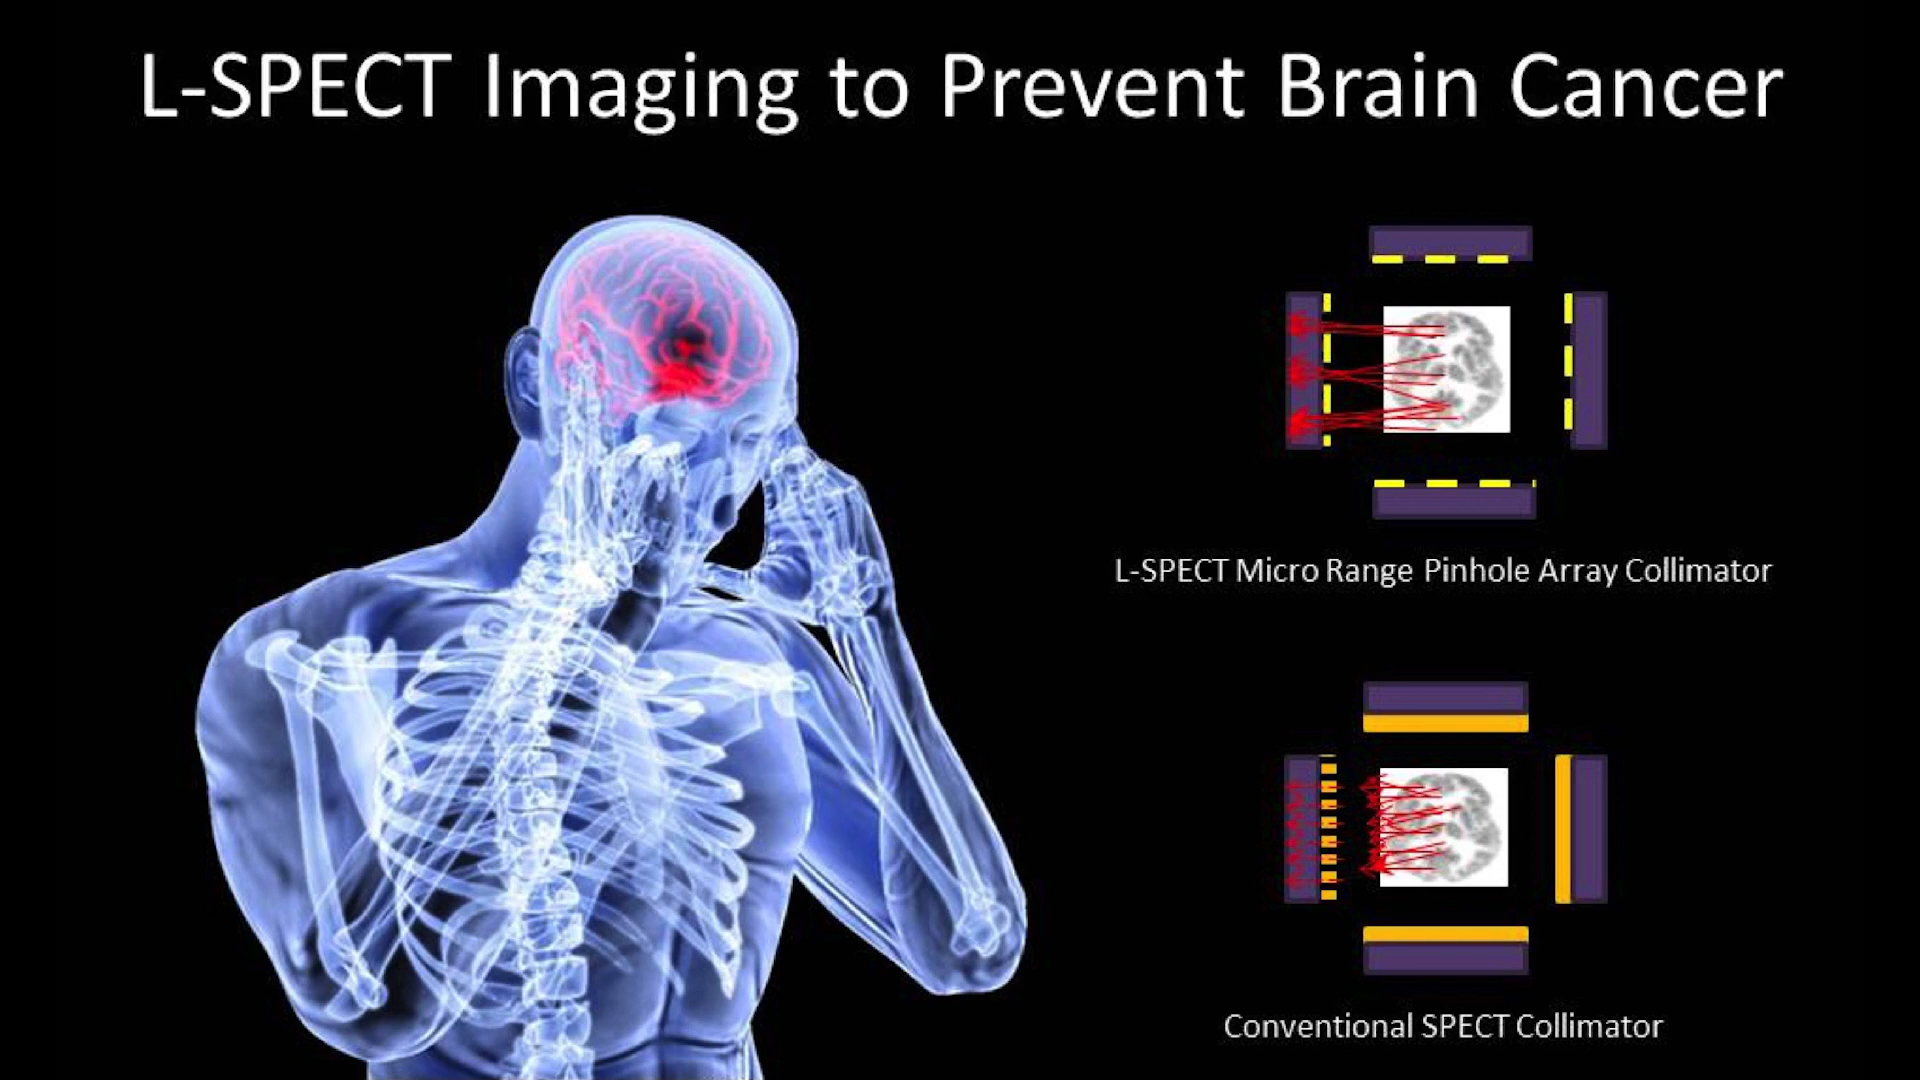 L-SPECT Imaging to Prevent Brain Cancer
L-SPECT Micro Range Pinhole Array Collimator
Conventional SPECT Collimator